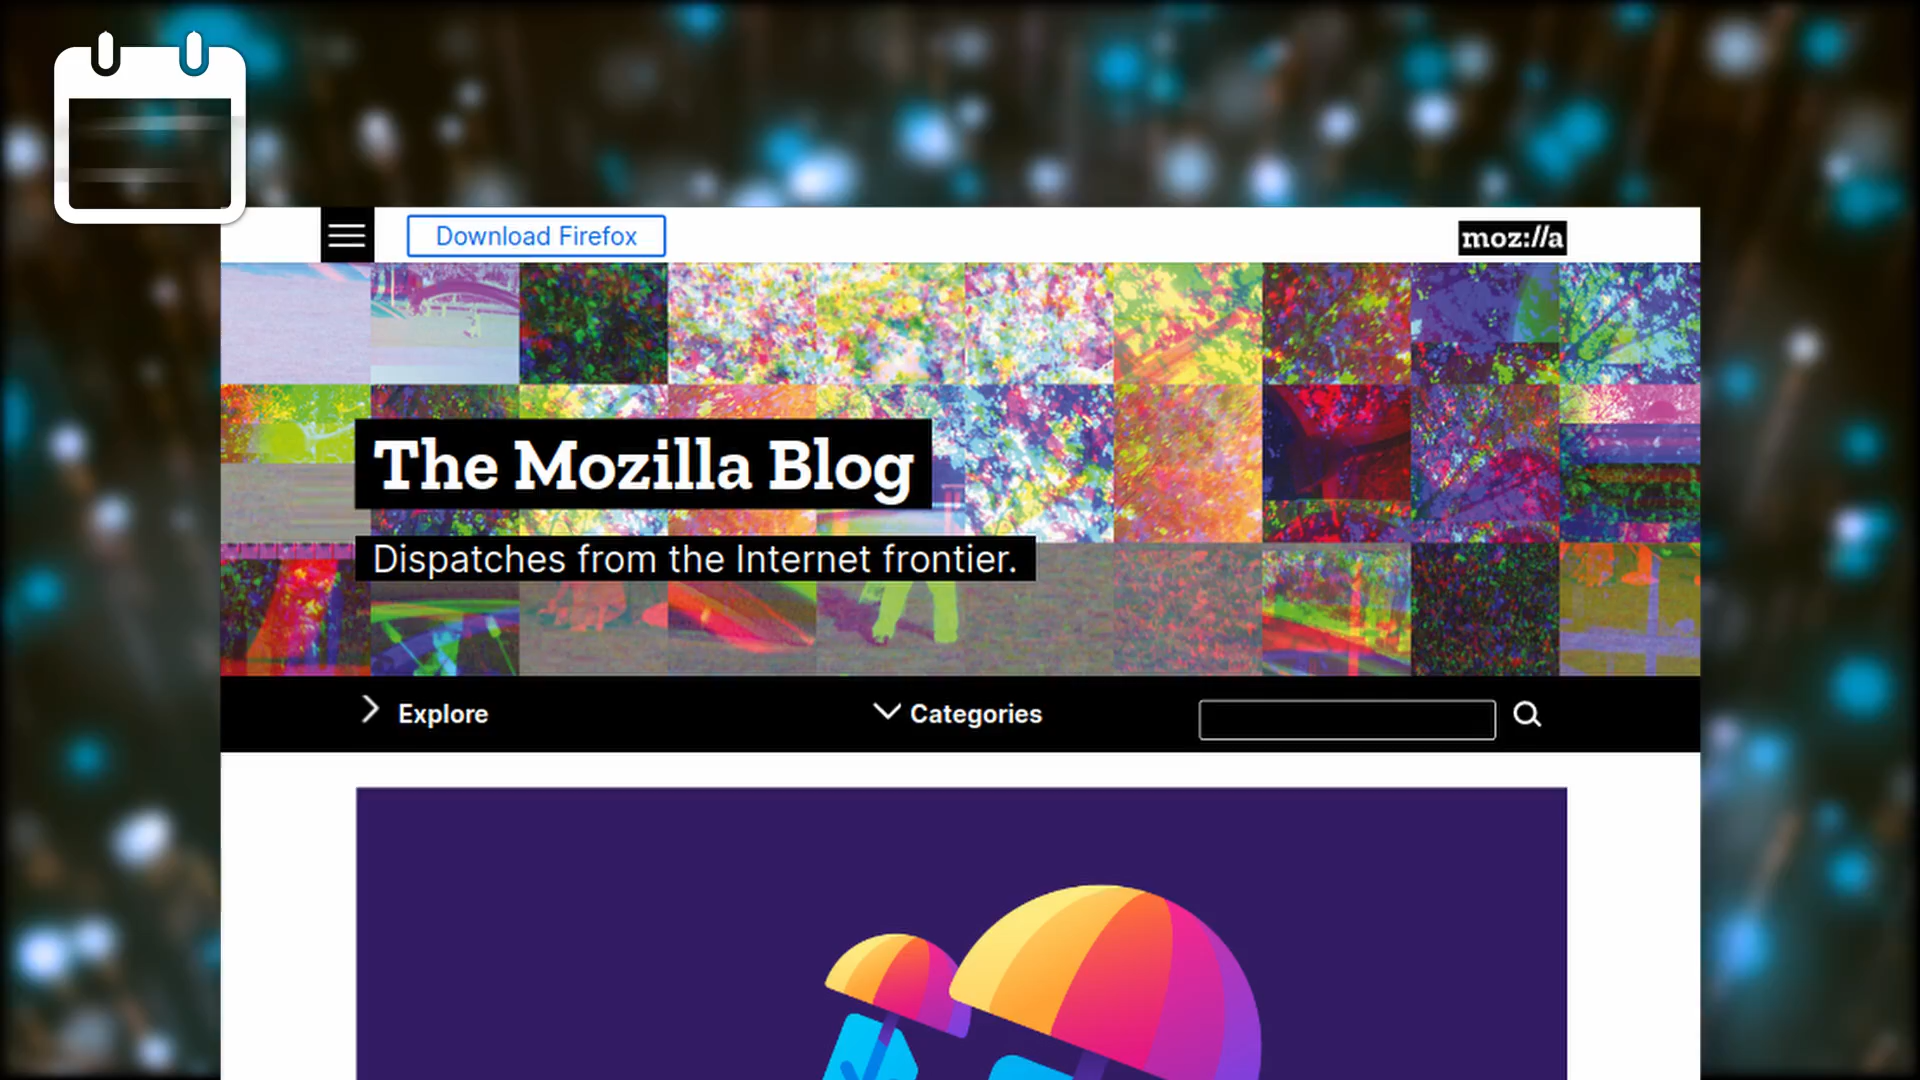 Download Firefox
moz://a
The Mozilla Blog
Dispatches from the Internet frontier.
Explore
Categories